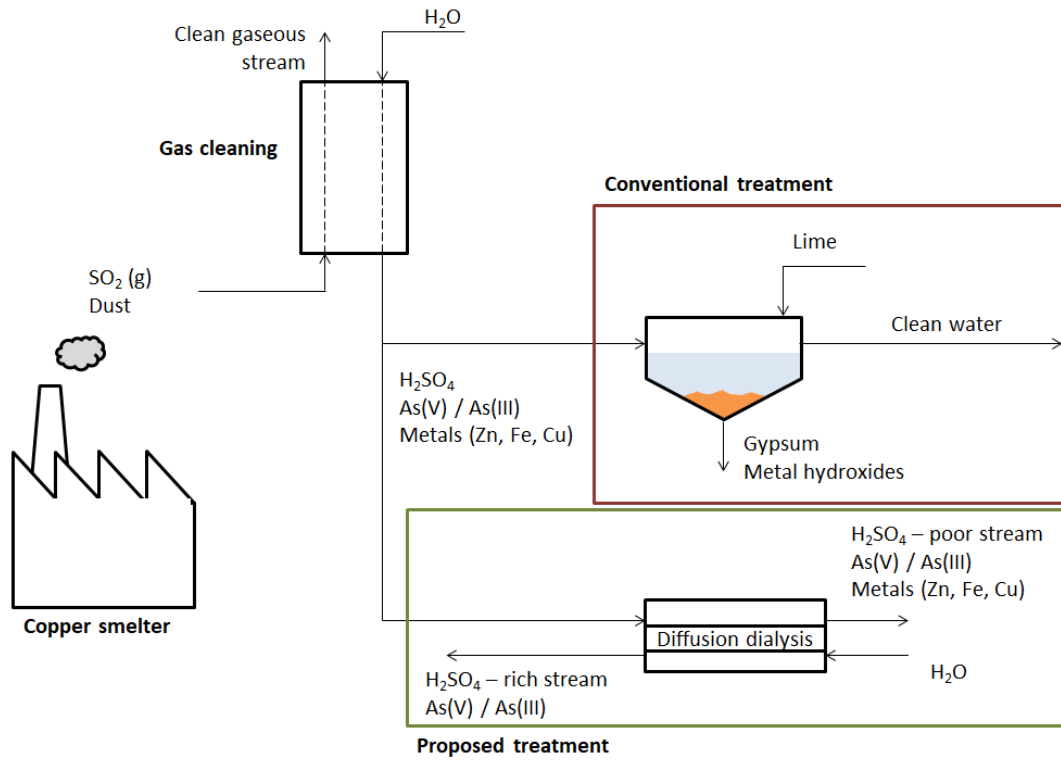 Clean gaseous
stream
H₂O
Gas cleaning
Conventional treatment
Lime
SO₂ (g)
Dust
Clean water
H₂SO₄
As(V) / As(III)
Metals (Zn, Fe, Cu)
Gypsum
Metal hydroxides
H₂SO₄ – poor stream
As(V) / As(III)
Metals (Zn, Fe, Cu)
Copper smelter
Diffusion dialysis
H₂O
H₂SO₄ – rich stream
As(V) / As(III)
Proposed treatment